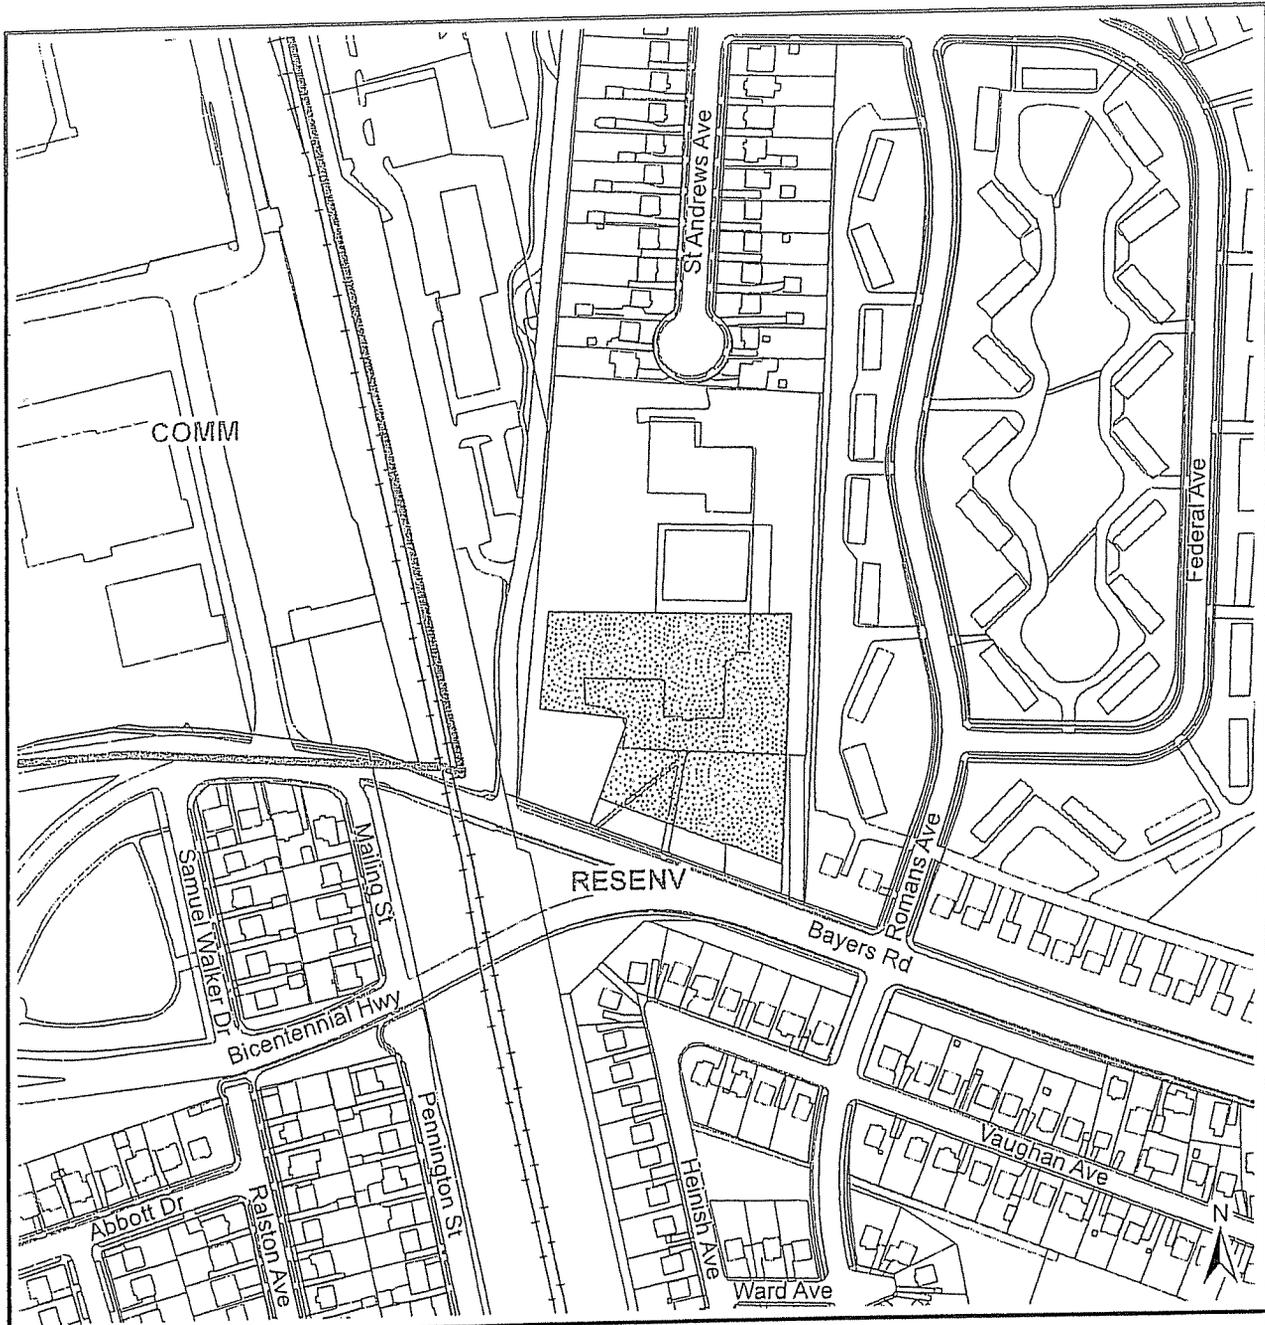 St Andrews Ave
COMM
Federal Ave
Romans Ave
Mailing St
Samuel Walker Dr
RESENV
Bayers Rd
Bicentennial Hwy
Pennington St
Vaughan Ave
Heinish Ave
Abbott Dr
Ralston Ave
Ward Ave
N